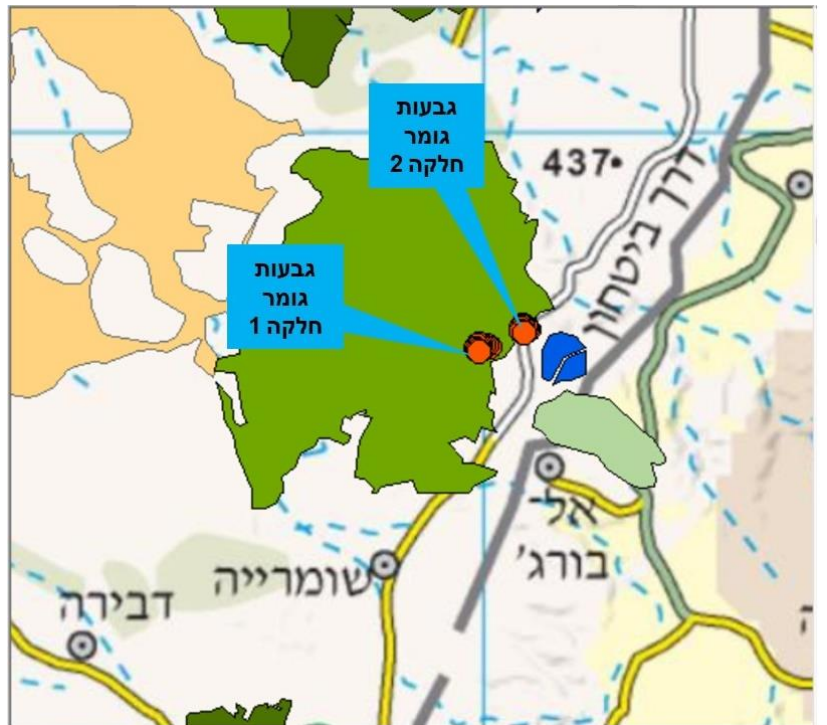 גבעות
גומר
חלקה 2
437
דרך ביטחון
גבעות
גומר
חלקה 1
אל־
בורג'
שומרייה
דבירה